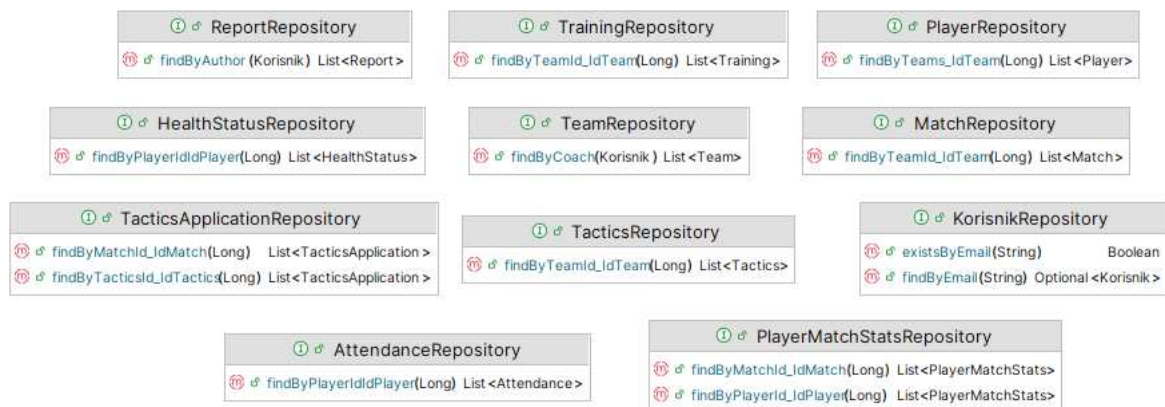 ReportRepository
findByAuthor(Korisnik) List<Report>
TrainingRepository
findByTeamId_IdTeam(Long) List<Training>
PlayerRepository
findByTeams_IdTeam(Long) List<Player>
HealthStatusRepository
findByPlayerIdIdPlayer(Long) List<HealthStatus>
TeamRepository
findByCoach(Korisnik) List<Team>
MatchRepository
findByTeamId_IdTeam(Long) List<Match>
TacticsApplicationRepository
findByMatchId_IdMatch(Long) List<TacticsApplication>
findByTacticsId_IdTactics(Long) List<TacticsApplication>
TacticsRepository
findByTeamId_IdTeam(Long) List<Tactics>
KorisnikRepository
existsByEmail(String) Boolean
findByEmail(String) Optional<Korisnik>
AttendanceRepository
findByPlayerIdIdPlayer(Long) List<Attendance>
PlayerMatchStatsRepository
findByMatchId_IdMatch(Long) List<PlayerMatchStats>
findByPlayerId_IdPlayer(Long) List<PlayerMatchStats>